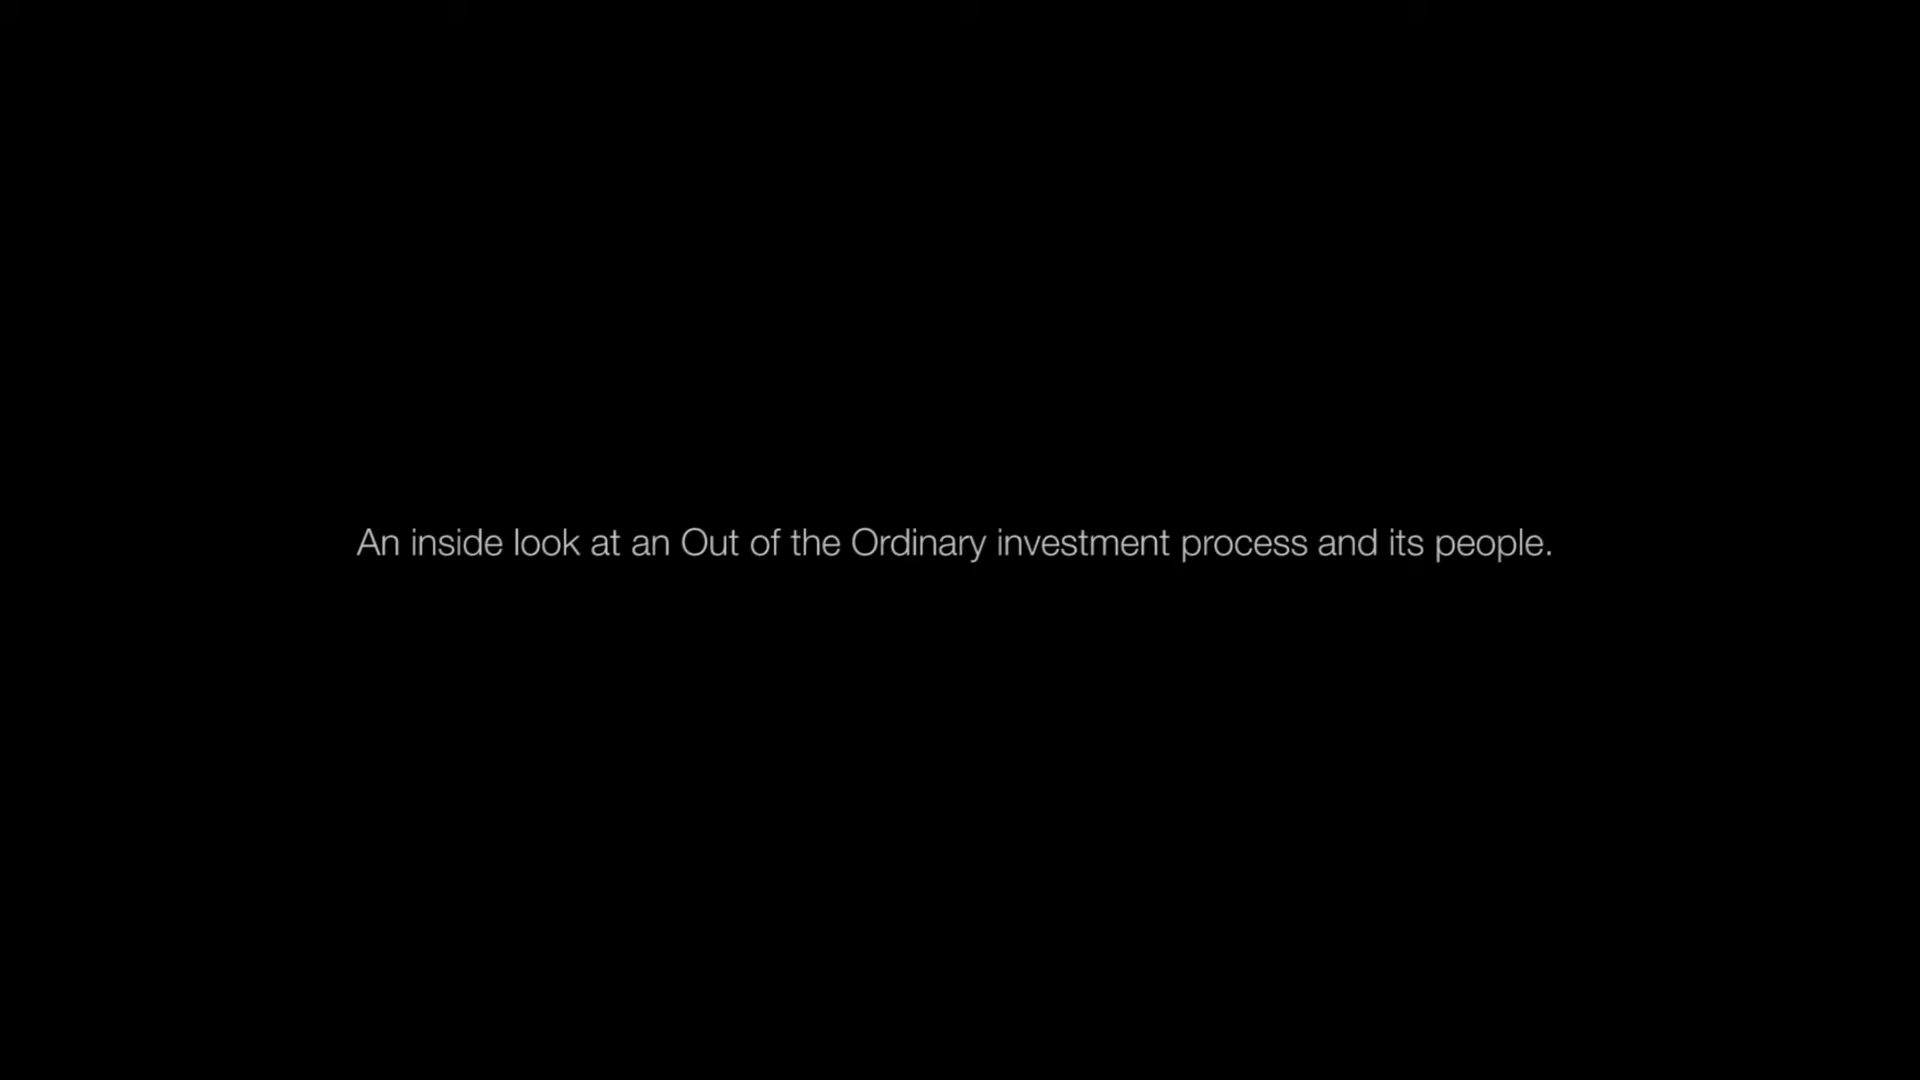 An inside look at an Out of the Ordinary investment process and its people.